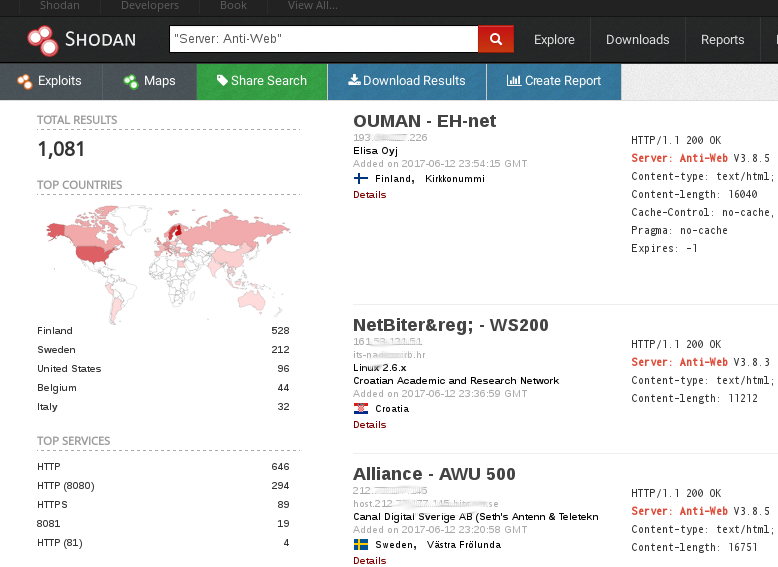 Shodan Developers Book View All...
SHODAN "Server: Anti-Web" Explore Downloads Reports
Exploits Maps Share Search Download Results Create Report
TOTAL RESULTS
1,081
TOP COUNTRIES
Finland 528
Sweden 212
United States 96
Belgium 44
Italy 32
TOP SERVICES
HTTP 646
HTTP (8080) 294
HTTPS 89
8081 19
HTTP (81) 4
OUMAN - EH-net
193. .226
Elisa Oyj
Added on 2017-06-12 23:54:15 GMT
Finland, Kirkkonummi
Details
HTTP/1.1 200 OK
Server: Anti-Web V3.8.5
Content-type: text/html;
Content-length: 16040
Cache-Control: no-cache,
Pragma: no-cache
Expires: -1
NetBiter&reg; - WS200
161
its-na rb.hr
Linux 2.6.x
Croatian Academic and Research Network
Added on 2017-06-12 23:36:59 GMT
Croatia
Details
HTTP/1.1 200 OK
Server: Anti-Web V3.8.3
Content-type: text/html;
Content-length: 11212
Alliance - AWU 500
212.
host.212. .se
Canal Digital Sverige AB (Seth's Antenn & Teletekn
Added on 2017-06-12 23:20:58 GMT
Sweden, Västra Frölunda
Details
HTTP/1.1 200 OK
Server: Anti-Web V3.8.5
Content-type: text/html;
Content-length: 16751